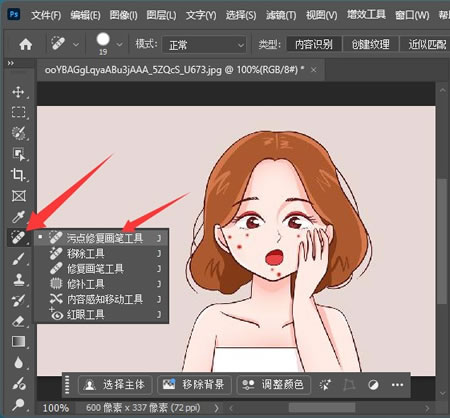 Ps 文件(F) 编辑(E) 图像(I) 图层(L) 文字(Y) 选择(S) 滤镜(T) 视图(V) 增效工具 窗口(W)
19 模式: 正常 类型: 内容识别 创建纹理 近似匹配
ooYBAGgLqyaABu3jAAA_5ZQcS_U673.jpg @ 100%(RGB/8#) * ×
污点修复画笔工具 J
移除工具 J
修复画笔工具 J
修补工具 J
内容感知移动工具 J
红眼工具 J
选择主体 移除背景 调整颜色
100% 600 像素 x 337 像素 (72 ppi)